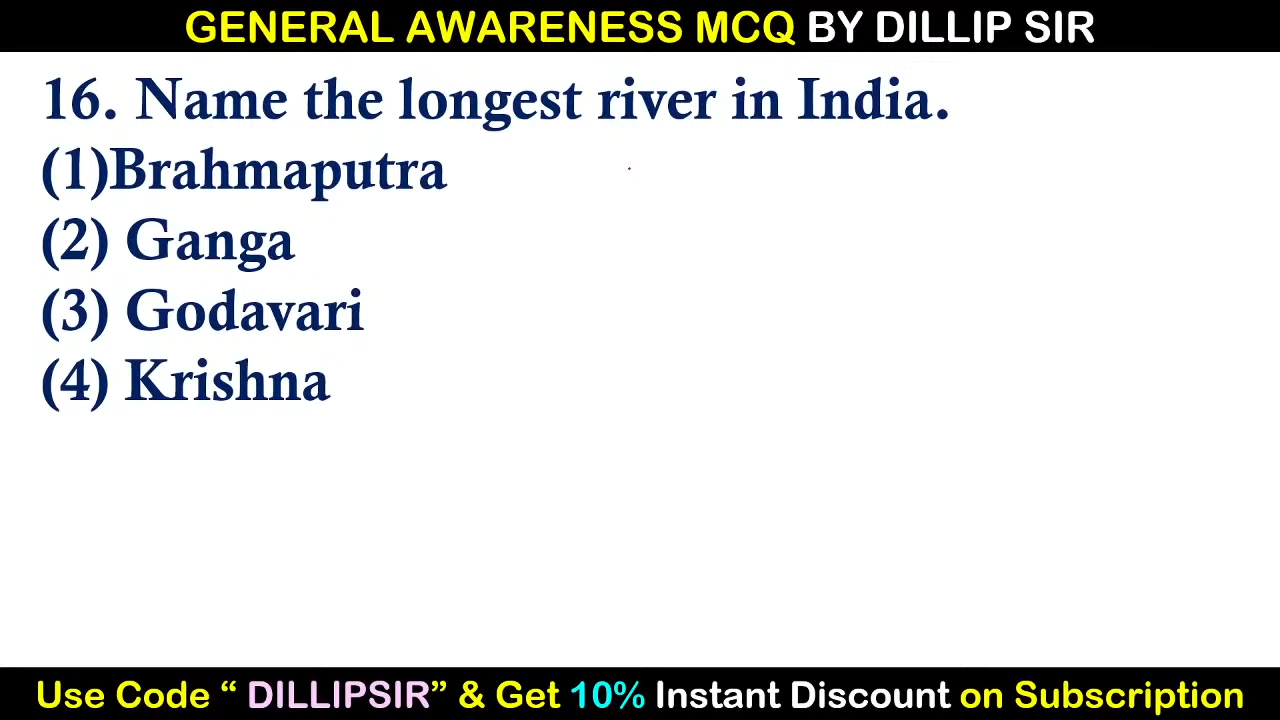 GENERAL AWARENESS MCQ BY DILLIP SIR
16. Name the longest river in India.
(1)Brahmaputra
(2) Ganga
(3) Godavari
(4) Krishna
Use Code “ DILLIPSIR” & Get 10% Instant Discount on Subscription